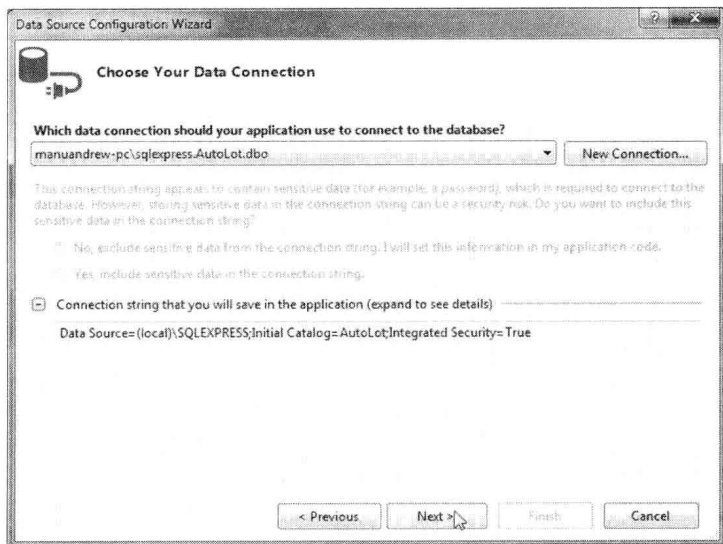 Data Source Configuration Wizard
Choose Your Data Connection
Which data connection should your application use to connect to the database?
manuandrew-pc\sqlexpress.AutoLot.dbo
New Connection...
This connection string appears to contain sensitive data (for example, a password), which is required to connect to the
database. However, storing sensitive data in the connection string can be a security risk. Do you want to include this
sensitive data in the connection string?
No, exclude sensitive data from the connection string. I will set this information in my application code.
Yes, include sensitive data in the connection string.
Connection string that you will save in the application (expand to see details)
Data Source=(local)\SQLEXPRESS;Initial Catalog=AutoLot;Integrated Security=True
< Previous
Next >
Finish
Cancel